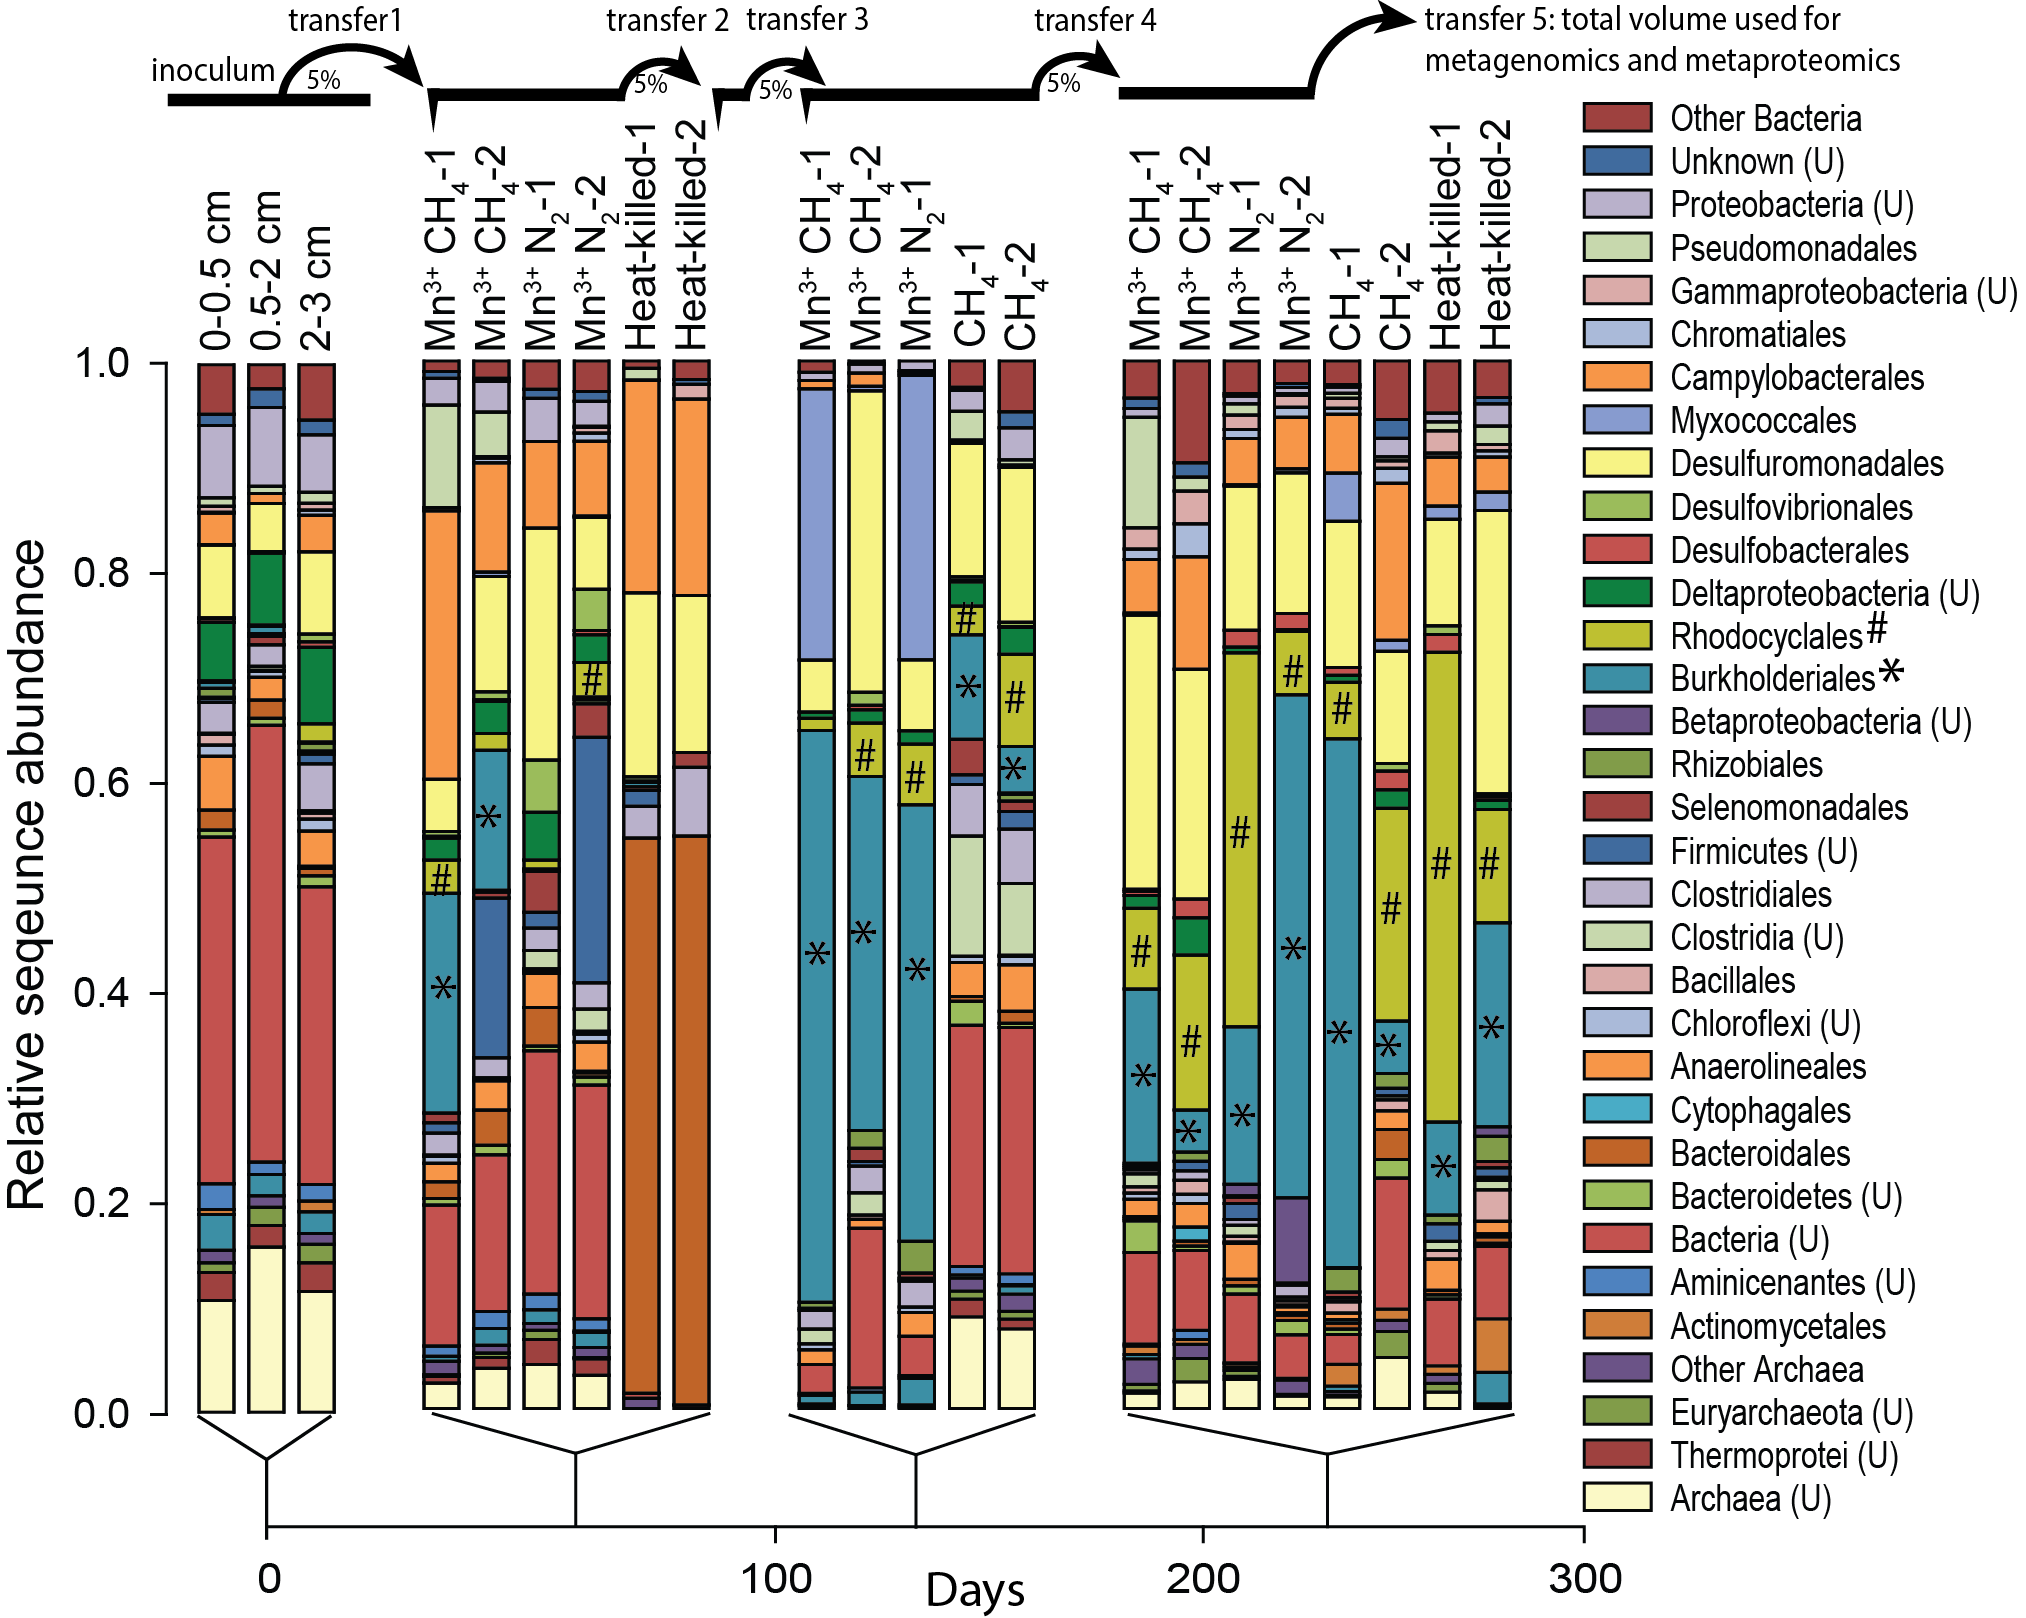 transfer1
transfer 2
transfer 3
transfer 4
transfer 5: total volume used for
metagenomics and metaproteomics
inoculum
5%
5%
5%
5%
0-0.5 cm
0.5-2 cm
2-3 cm
Mn³⁺ CH₄-1
Mn³⁺ CH₄-2
Mn³⁺ N₂-1
Mn³⁺ N₂-2
Heat-killed-1
Heat-killed-2
Mn³⁺ CH₄-1
Mn³⁺ CH₄-2
Mn³⁺ N₂-1
CH₄-1
CH₄-2
Mn³⁺ CH₄-1
Mn³⁺ CH₄-2
Mn³⁺ N₂-1
Mn³⁺ N₂-2
CH₄-1
CH₄-2
Heat-killed-1
Heat-killed-2
Relative seqeunce abundance
1.0
0.8
0.6
0.4
0.2
0.0
# *
*
#
*
# *
# *
# *
# *
# *
# *
# *
# *
# *
# *
# *
# *
# *
Other Bacteria
Unknown (U)
Proteobacteria (U)
Pseudomonadales
Gammaproteobacteria (U)
Chromatiales
Campylobacterales
Myxococcales
Desulfuromonadales
Desulfovibrionales
Desulfobacterales
Deltaproteobacteria (U)
Rhodocyclales#
Burkholderiales*
Betaproteobacteria (U)
Rhizobiales
Selenomonadales
Firmicutes (U)
Clostridiales
Clostridia (U)
Bacillales
Chloroflexi (U)
Anaerolineales
Cytophagales
Bacteroidales
Bacteroidetes (U)
Bacteria (U)
Aminicenantes (U)
Actinomycetales
Other Archaea
Euryarchaeota (U)
Thermoprotei (U)
Archaea (U)
0
100
200
300
Days